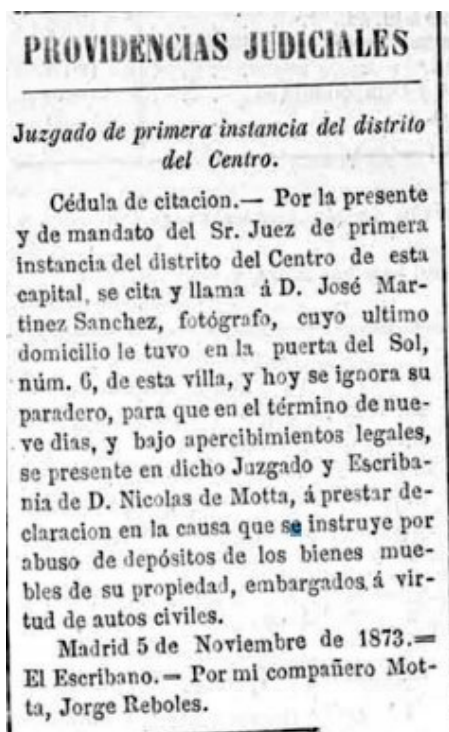 PROVIDENCIAS JUDICIALES
Juzgado de primera instancia del distrito
del Centro.
Cédula de citacion.— Por la presente
y de mandato del Sr. Juez de primera
instancia del distrito del Centro de esta
capital, se cita y llama á D. José Mar-
tinez Sanchez, fotógrafo, cuyo ultimo
domicilio le tuvo en la puerta del Sol,
núm. 6, de esta villa, y hoy se ignora su
paradero, para que en el término de nue-
ve dias, y bajo apercibimientos legales,
se presente en dicho Juzgado y Escriba-
nía de D. Nicolas de Motta, á prestar de-
claracion en la causa que se instruye por
abuso de depósitos de los bienes mue-
bles de su propiedad, embargados á vir-
tud de autos civiles.
Madrid 5 de Noviembre de 1873.=
El Escribano.— Por mi compañero Mot-
ta, Jorge Reboles.